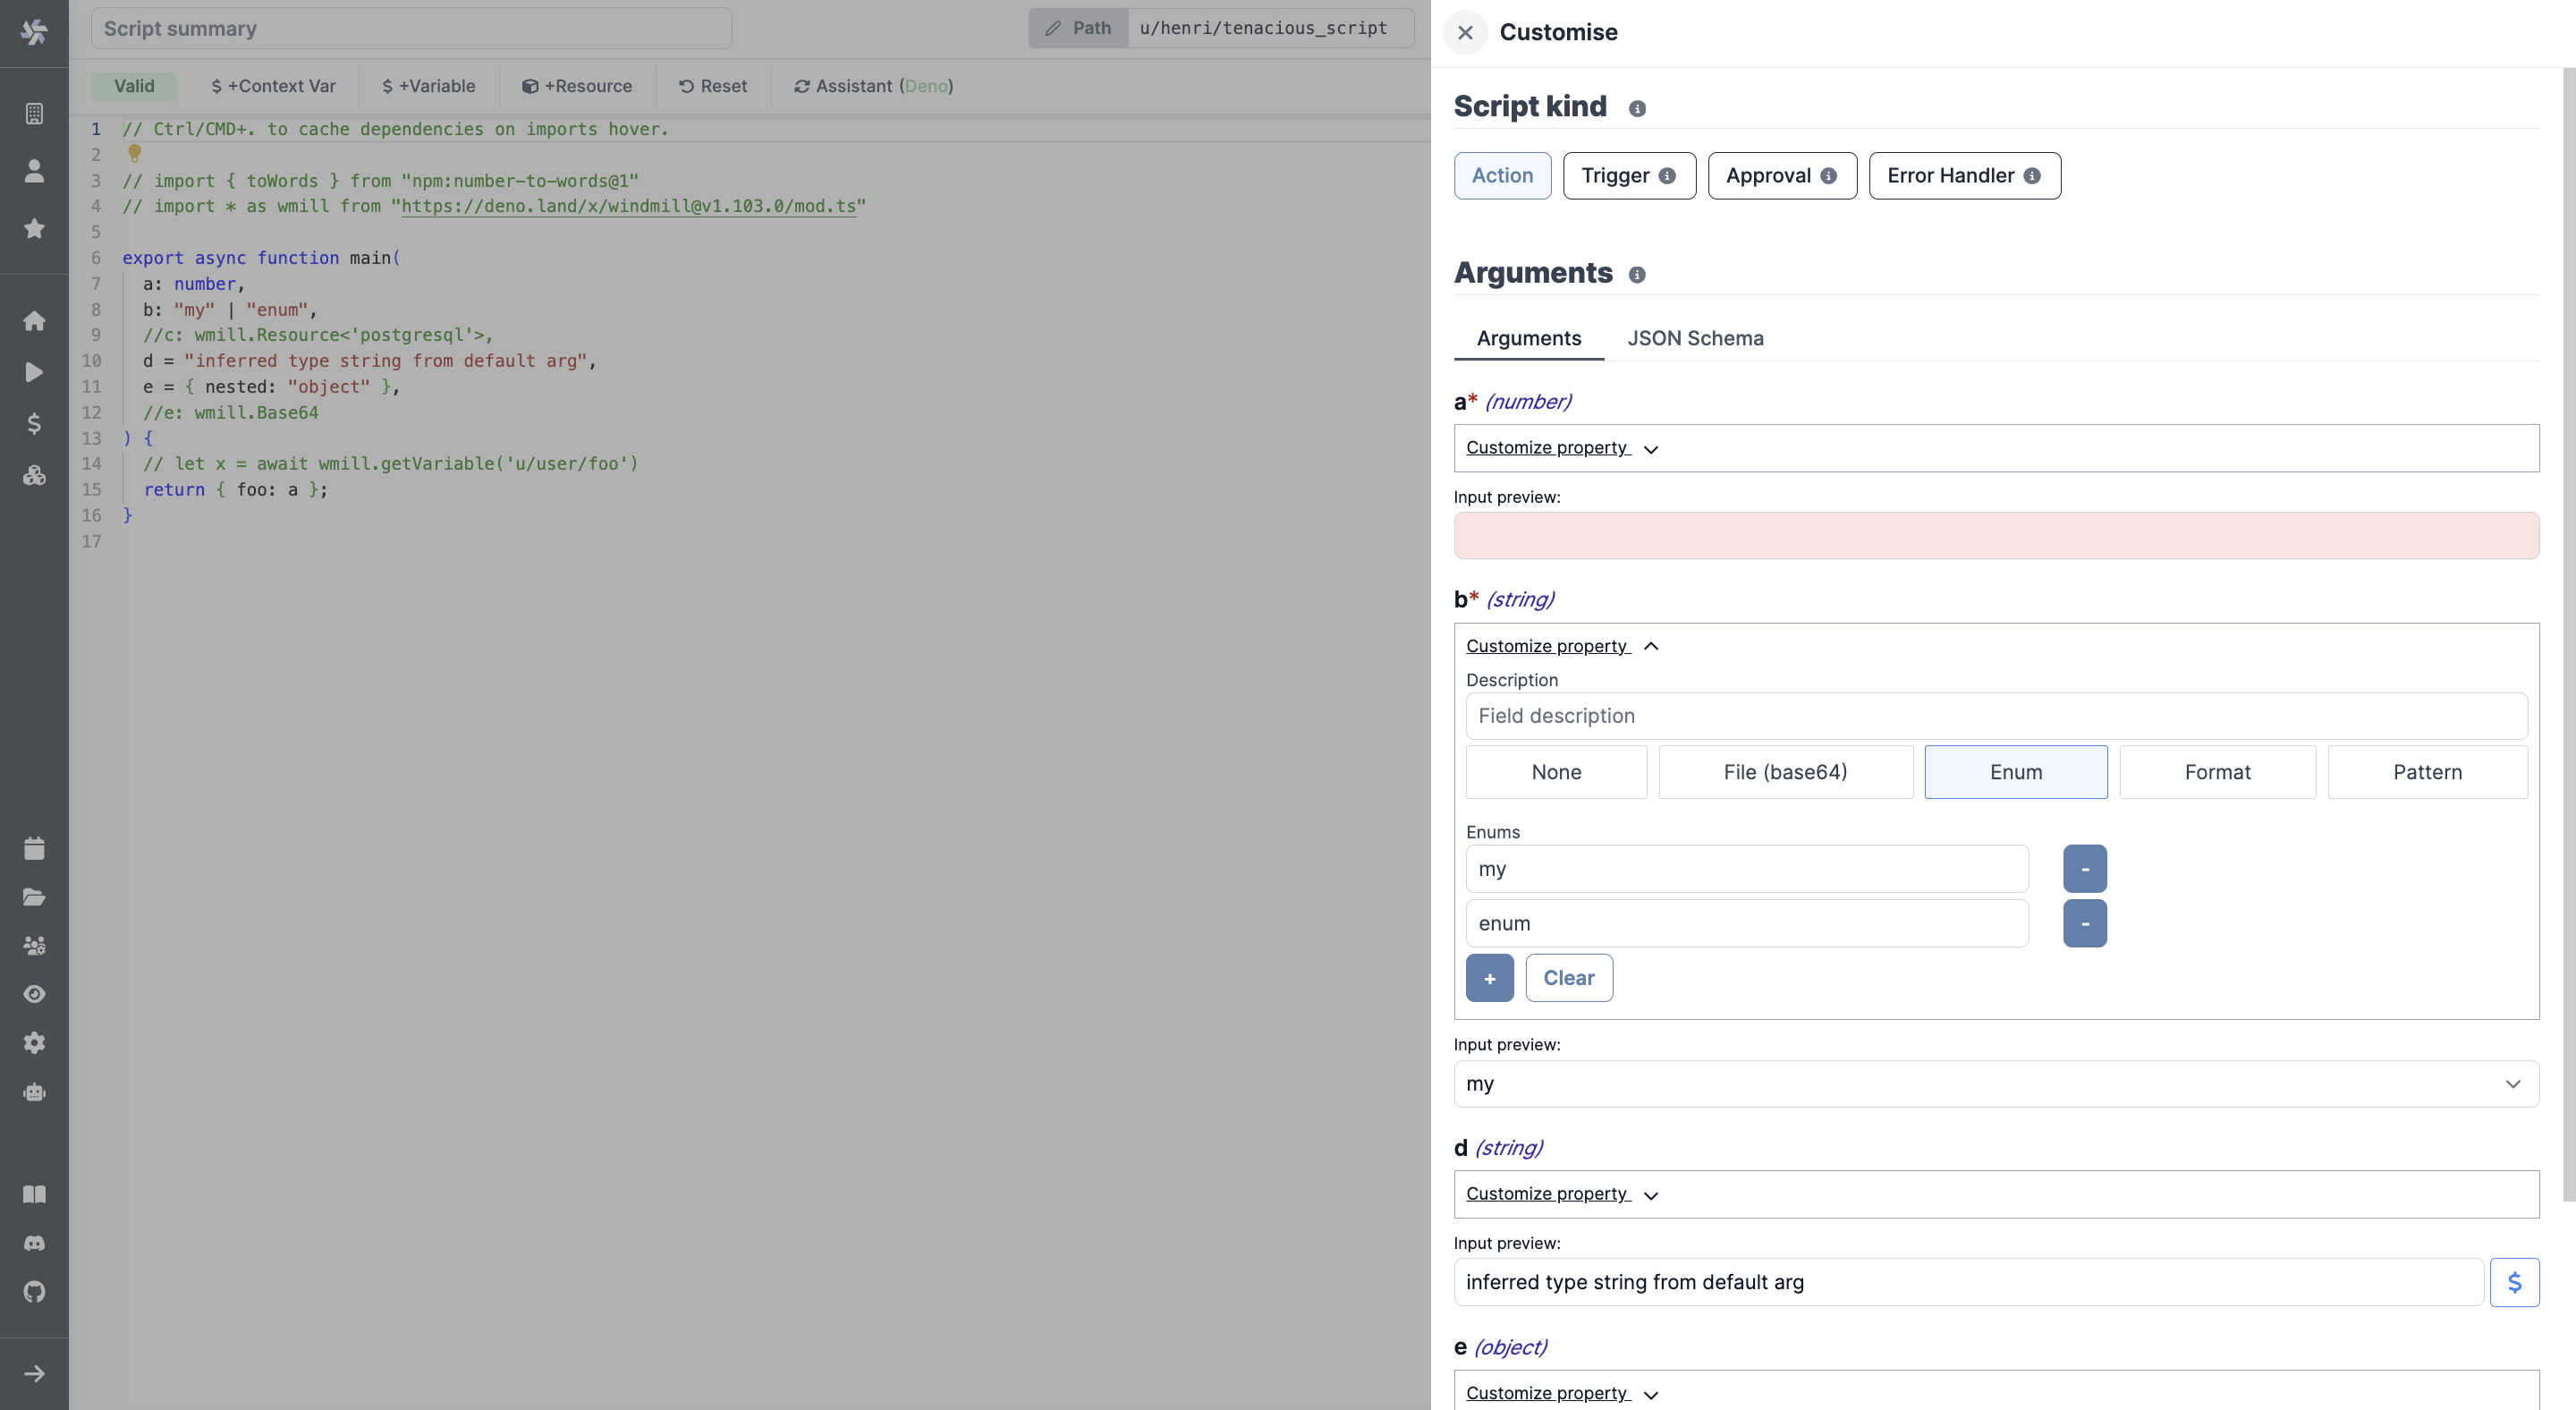 Script summary
Path u/henri/tenacious_script
Valid $ +Context Var $ +Variable +Resource Reset Assistant (Deno)
1 // Ctrl/CMD+. to cache dependencies on imports hover.
2
3 // import { toWords } from "npm:number-to-words@1"
4 // import * as wmill from "https://deno.land/x/windmill@v1.103.0/mod.ts"
5
6 export async function main(
7 a: number,
8 b: "my" | "enum",
9 //c: wmill.Resource<'postgresql'>,
10 d = "inferred type string from default arg",
11 e = { nested: "object" },
12 //e: wmill.Base64
13 ) {
14 // let x = await wmill.getVariable('u/user/foo')
15 return { foo: a };
16 }
17
Customise
Script kind
Action Trigger Approval Error Handler
Arguments
Arguments JSON Schema
a* (number)
Customize property
Input preview:
b* (string)
Customize property
Description
Field description
None File (base64) Enum Format Pattern
Enums
my -
enum -
+ Clear
Input preview:
my
d (string)
Customize property
Input preview:
inferred type string from default arg $
e (object)
Customize property